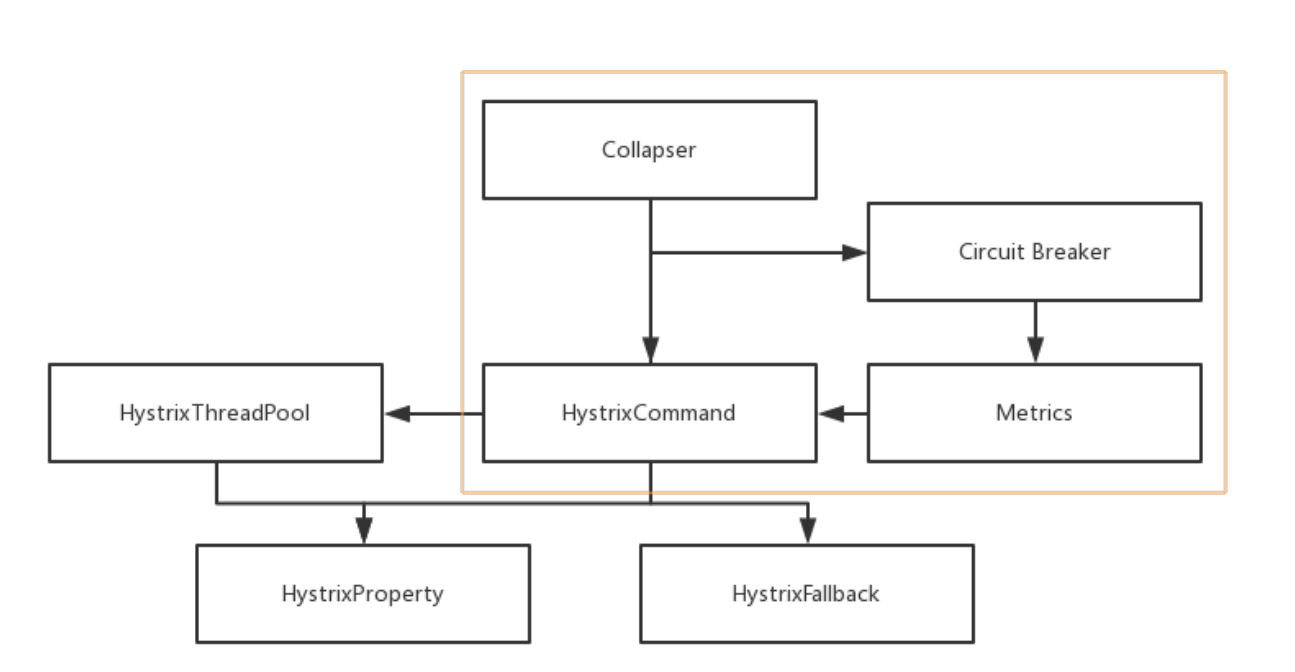 Collapser
Circuit Breaker
HystrixThreadPool
HystrixCommand
Metrics
HystrixProperty
HystrixFallback